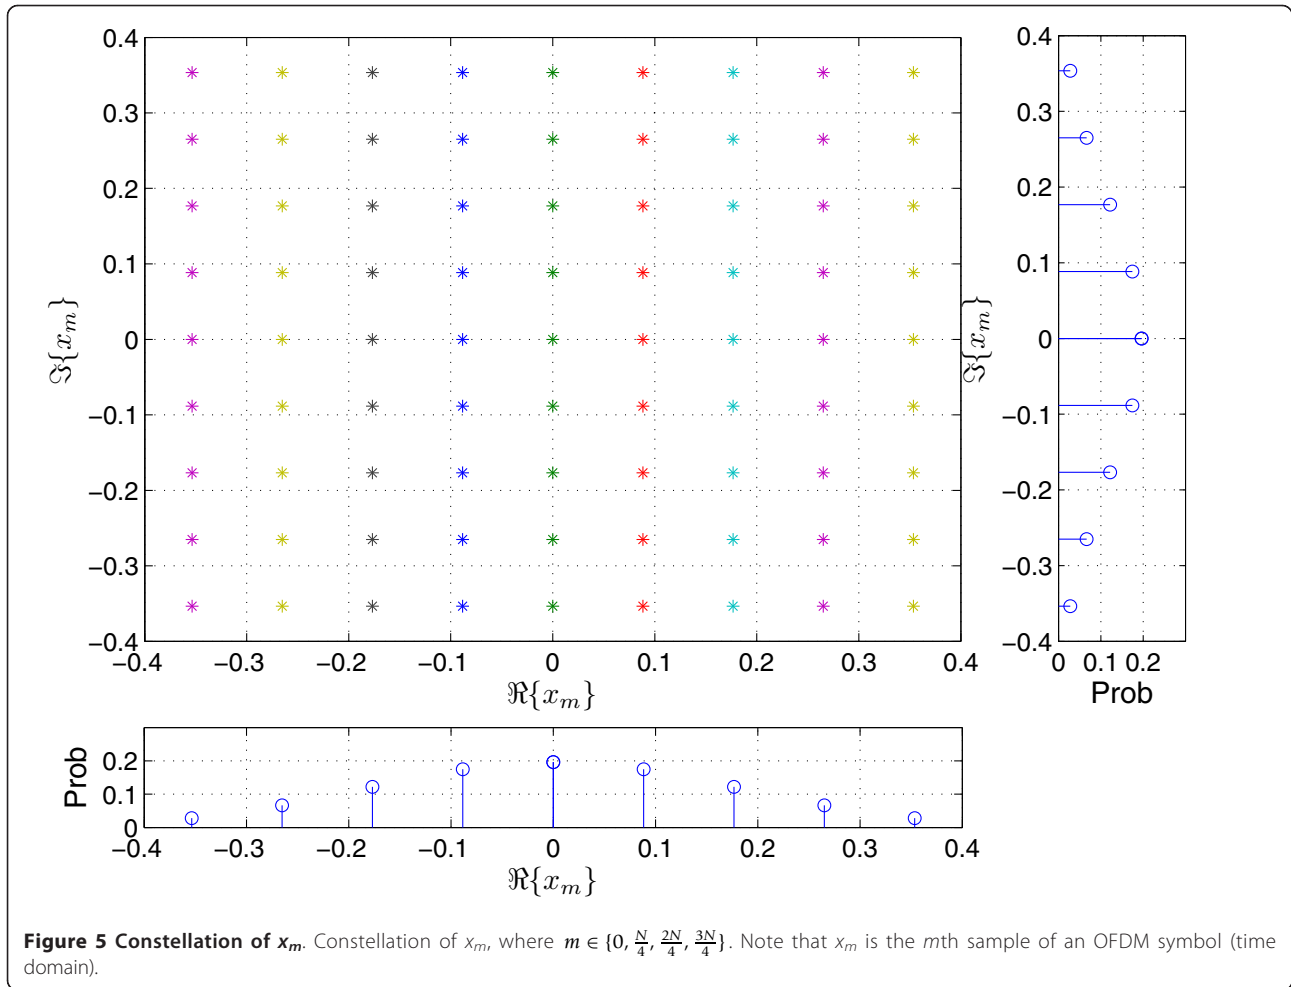 0.4
0.3
0.2
0.1
0
−0.1
−0.2
−0.3
−0.4
ℑ{x_m}
−0.4 −0.3 −0.2 −0.1 0 0.1 0.2 0.3 0.4
ℜ{x_m}
0.4
0.3
0.2
0.1
0
−0.1
−0.2
−0.3
−0.4
ℑ{x_m}
0 0.1 0.2
Prob
0.2
0.1
0
Prob
−0.4 −0.3 −0.2 −0.1 0 0.1 0.2 0.3 0.4
ℜ{x_m}
Figure 5 Constellation of x_m. Constellation of x_m, where m ∈ {0, N/4, 2N/4, 3N/4}. Note that x_m is the mth sample of an OFDM symbol (time
domain).